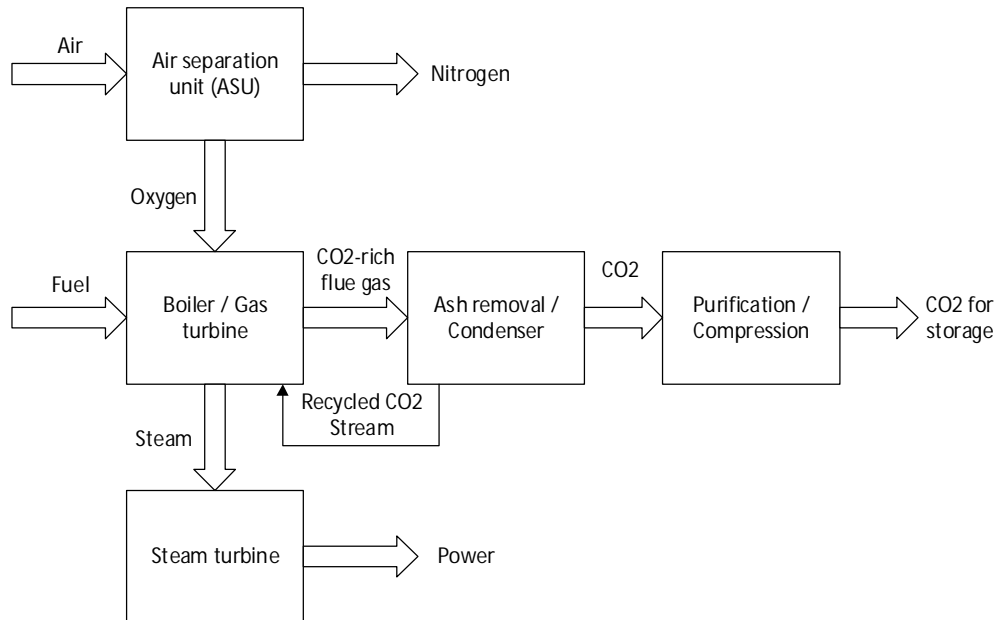 Air
Air separation
unit (ASU)
Nitrogen
Oxygen
Fuel
Boiler / Gas
turbine
CO2-rich
flue gas
Ash removal /
Condenser
CO2
Purification /
Compression
CO2 for
storage
Recycled CO2
Stream
Steam
Steam turbine
Power